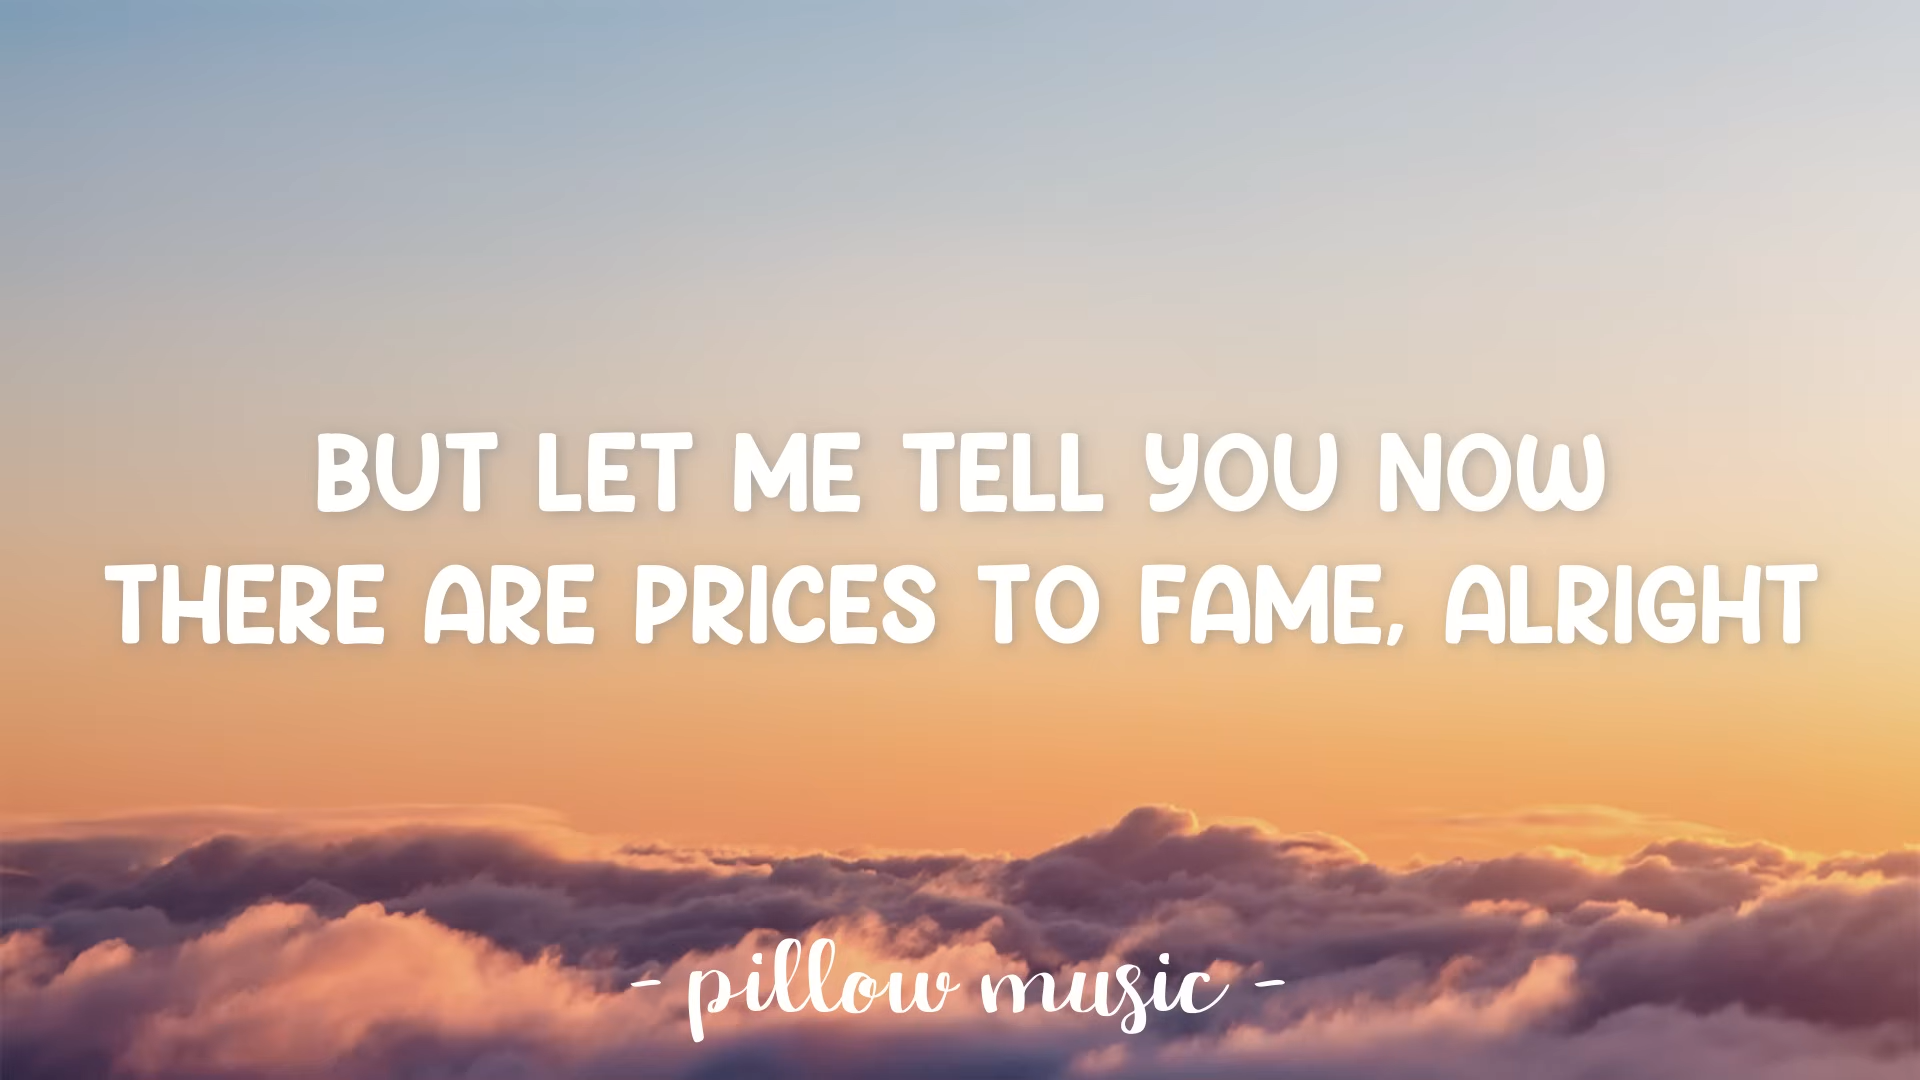 BUT LET ME TELL YOU NOW
THERE ARE PRICES TO FAME, ALRIGHT
- pillow music -